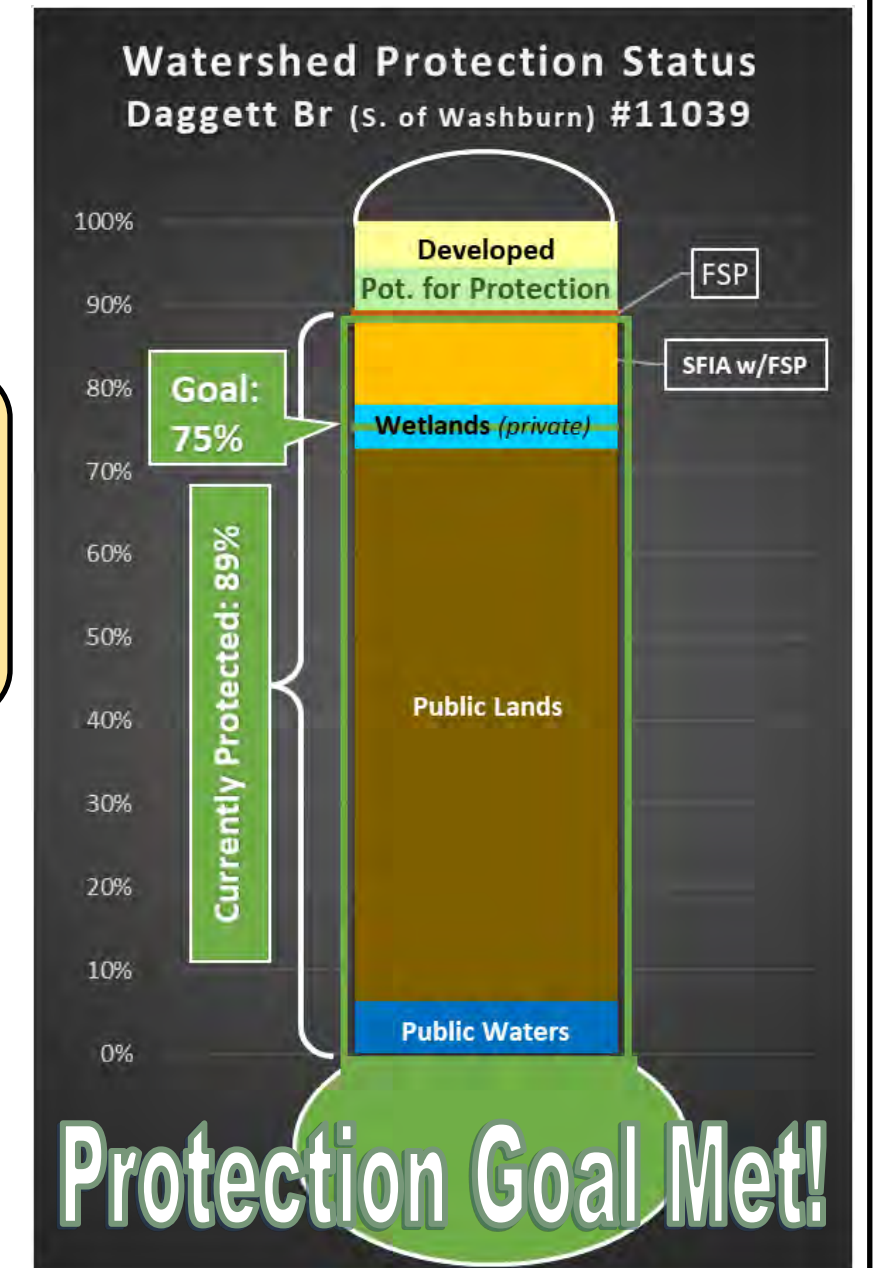 Watershed Protection Status
Daggett Br (S. of Washburn) #11039
100%
Developed
Pot. for Protection
FSP
90%
SFIA w/FSP
80%
Goal:
75%
Wetlands (private)
70%
60%
Currently Protected: 89%
50%
Public Lands
40%
30%
20%
10%
Public Waters
0%
Protection Goal Met!